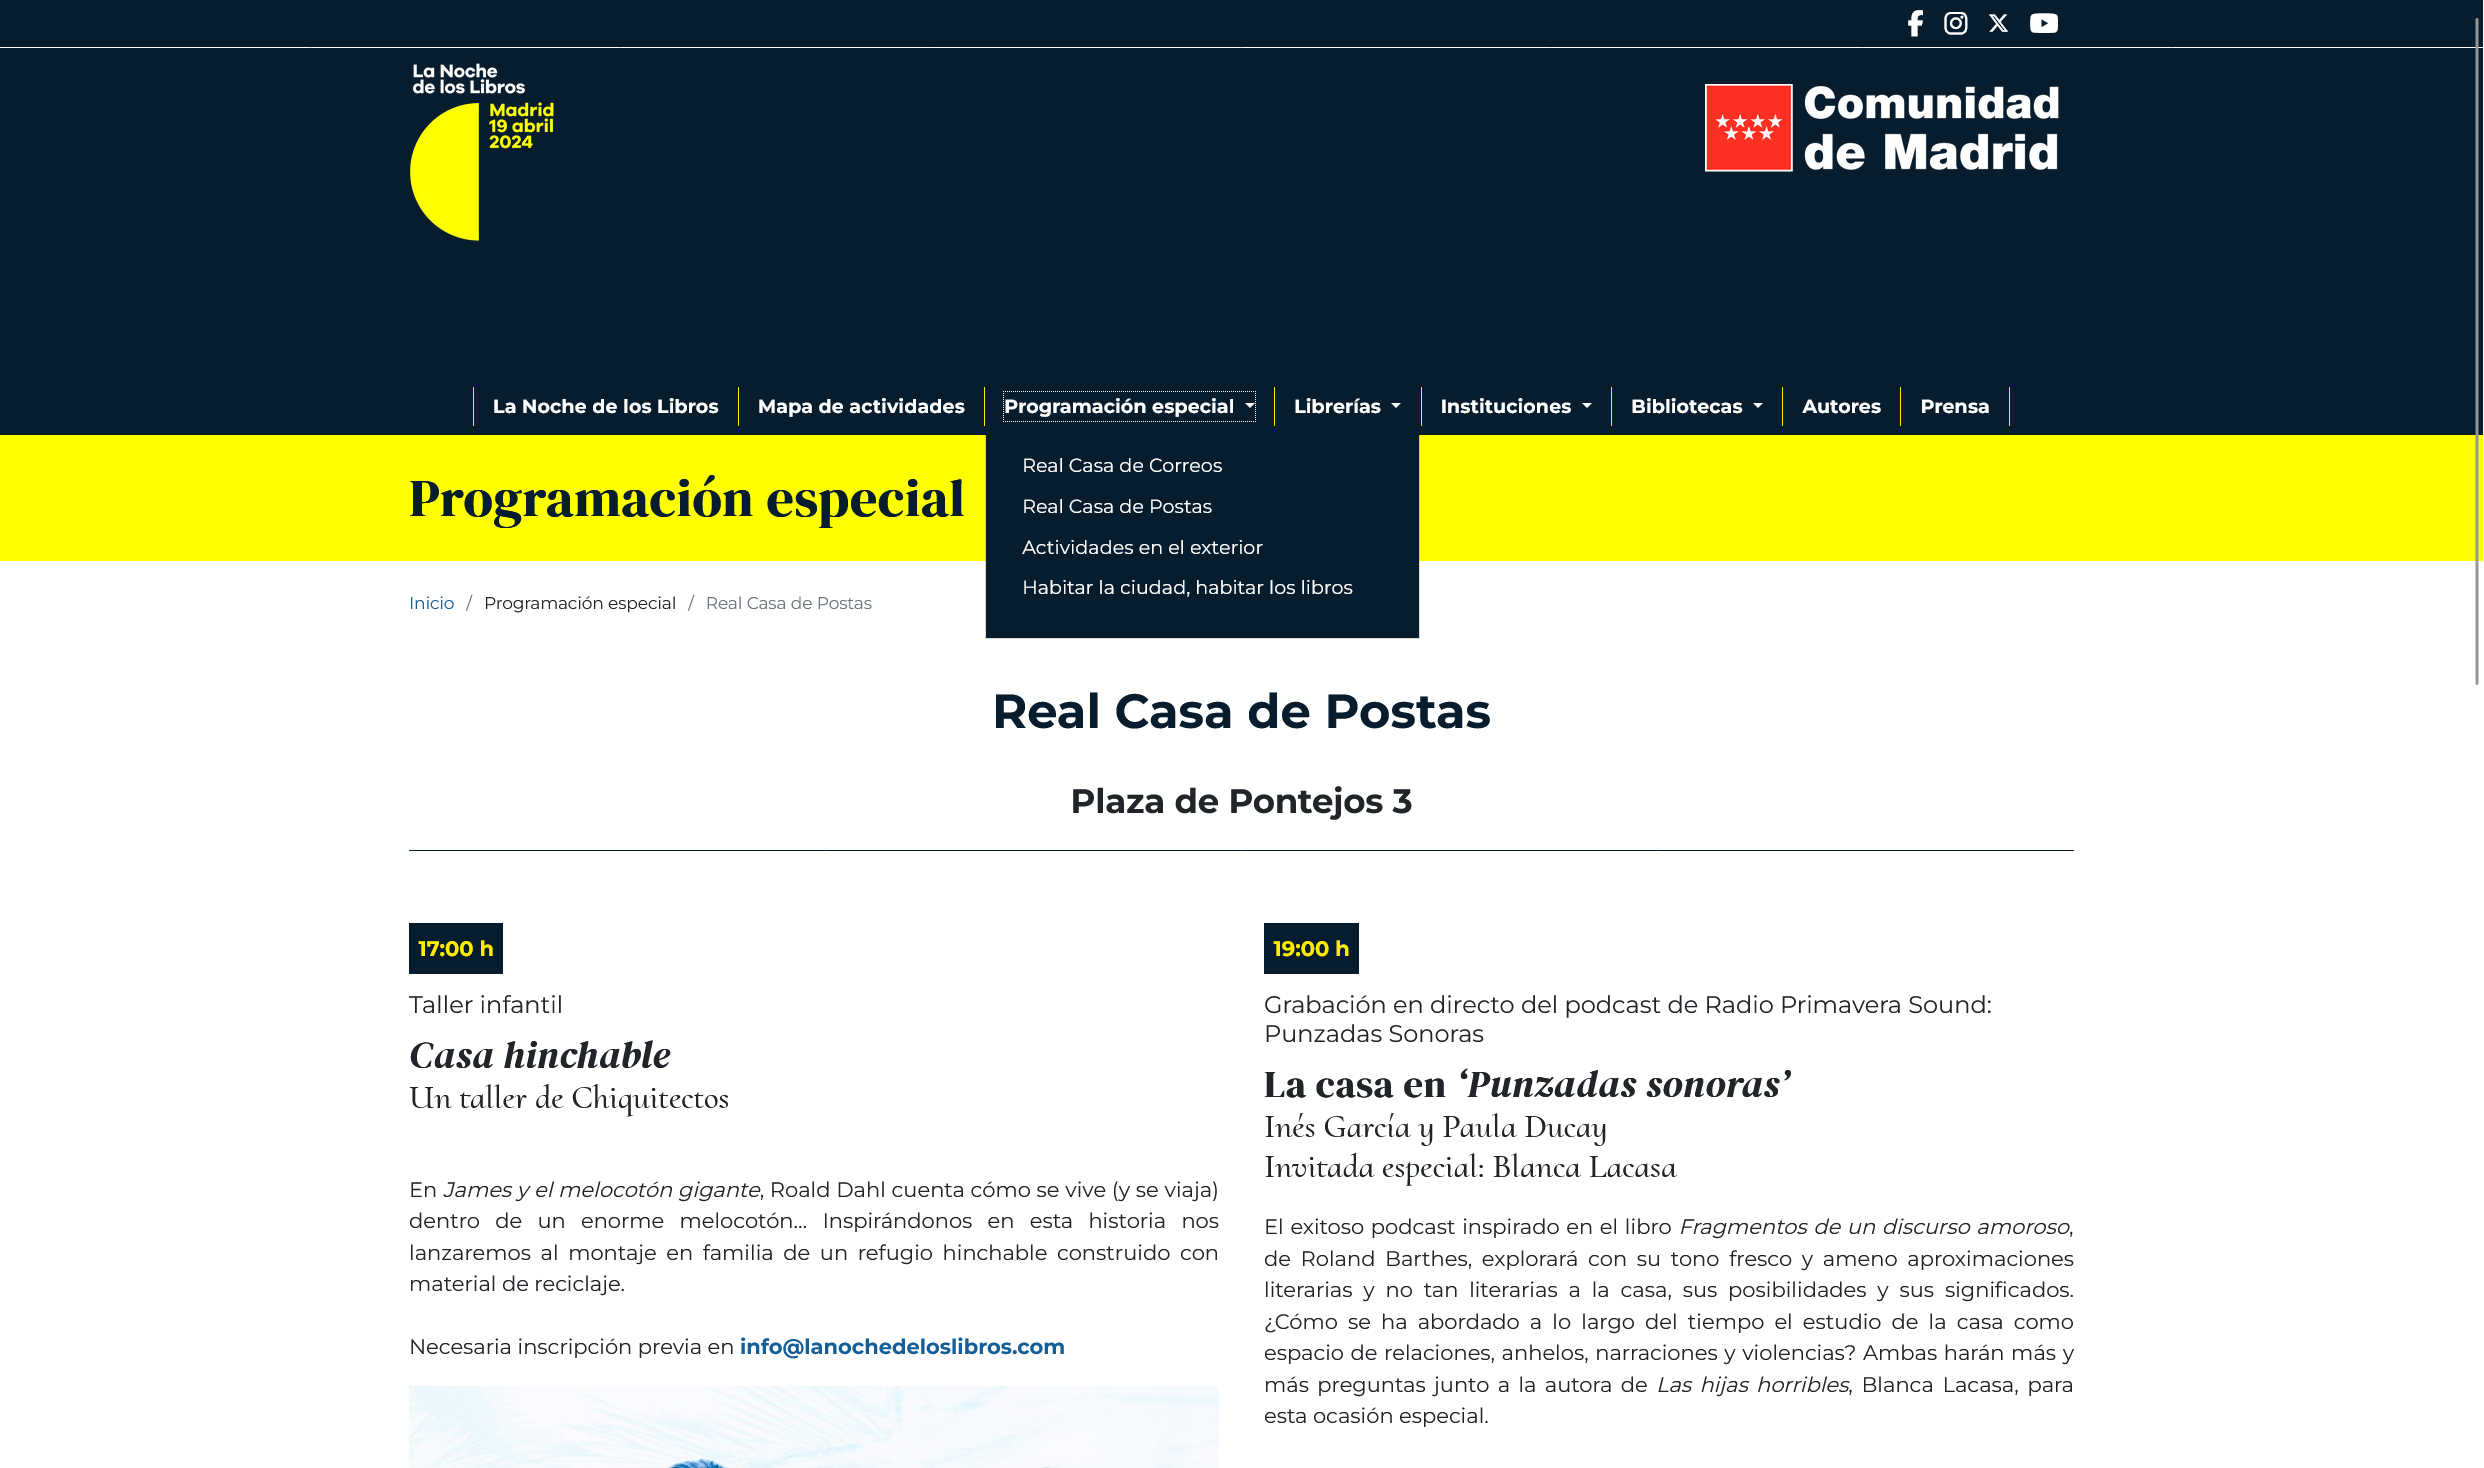 La Noche
de los Libros
Madrid
19 abril
2024
Comunidad
de Madrid
La Noche de los Libros
Mapa de actividades
Programación especial
Librerías
Instituciones
Bibliotecas
Autores
Prensa
Programación especial
Real Casa de Correos
Real Casa de Postas
Actividades en el exterior
Habitar la ciudad, habitar los libros
Inicio / Programación especial / Real Casa de Postas
Real Casa de Postas
Plaza de Pontejos 3
17:00 h
Taller infantil
Casa hinchable
Un taller de Chiquitectos
En James y el melocotón gigante, Roald Dahl cuenta cómo se vive (y se viaja)
dentro de un enorme melocotón... Inspirándonos en esta historia nos
lanzaremos al montaje en familia de un refugio hinchable construido con
material de reciclaje.
Necesaria inscripción previa en info@lanochedeloslibros.com
19:00 h
Grabación en directo del podcast de Radio Primavera Sound:
Punzadas Sonoras
La casa en ‘Punzadas sonoras’
Inés García y Paula Ducay
Invitada especial: Blanca Lacasa
El exitoso podcast inspirado en el libro Fragmentos de un discurso amoroso,
de Roland Barthes, explorará con su tono fresco y ameno aproximaciones
literarias y no tan literarias a la casa, sus posibilidades y sus significados.
¿Cómo se ha abordado a lo largo del tiempo el estudio de la casa como
espacio de relaciones, anhelos, narraciones y violencias? Ambas harán más y
más preguntas junto a la autora de Las hijas horribles, Blanca Lacasa, para
esta ocasión especial.